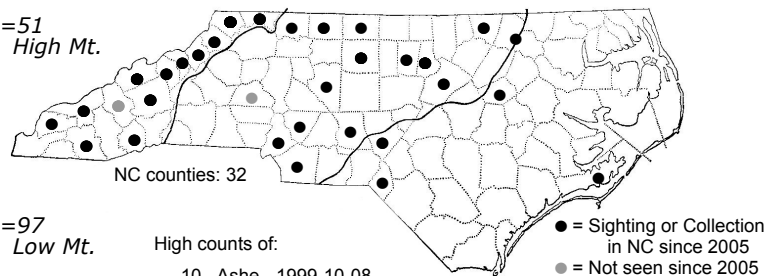 =51
High Mt.
NC counties: 32
=97
Low Mt.
High counts of:
● = Sighting or Collection
in NC since 2005
● = Not seen since 2005
10 - Ashe - 1999-10-08